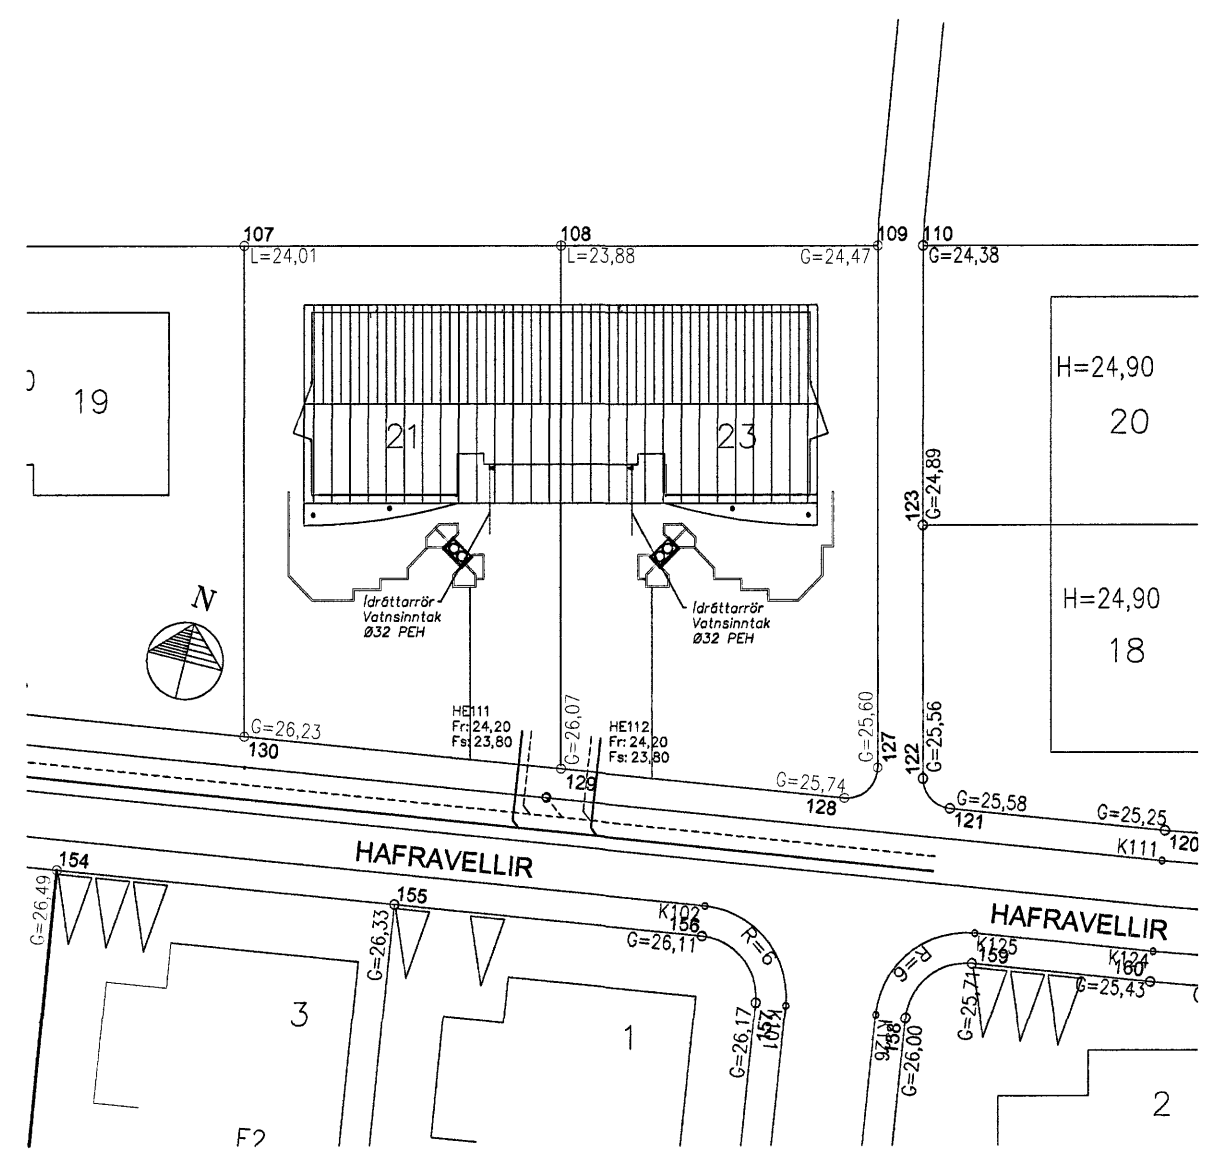 107
108
109
110
L=24,01
L=23,88
G=24,47
G=24,38
19
H=24,90
20
21
23
G=24,89
123
Idráttarrör
Vatnsinntak
Ø32 PEH
Idráttarrör
Vatnsinntak
Ø32 PEH
N
H=24,90
18
G=26,23
130
HE111
Fr: 24,20
Fs: 23,80
G=26,07
129
HE112
Fr: 24,20
Fs: 23,80
G=25,60
127
G=25,56
122
G=25,74
128
G=25,58
121
G=25,25
120
K111
154
G=26,49
HAFRAVELLIR
155
G=26,33
K102
156
G=26,11
R=6
HAFRAVELLIR
K125
159
K124
160
R=6
G=25,71
G=25,43
3
1
G=26,17
157
K101
K126
158
G=26,00
2